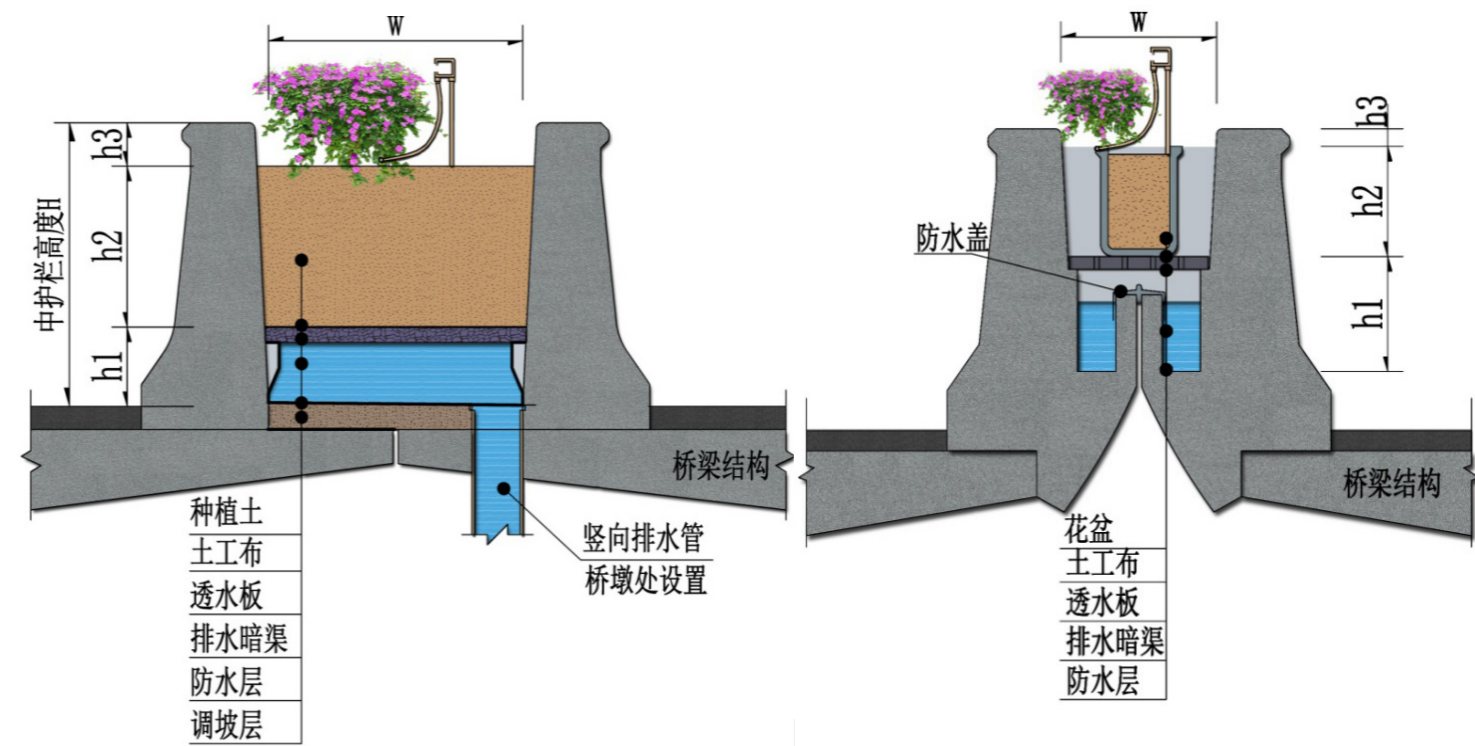 W
h3
h2
h1
中护栏高度H
桥梁结构
竖向排水管
桥墩处设置
种植土
土工布
透水板
排水暗渠
防水层
调坡层
W
h3
h2
h1
防水盖
桥梁结构
花盆
土工布
透水板
排水暗渠
防水层